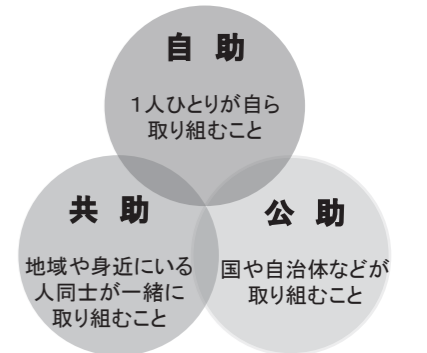 自 助
１人ひとりが自ら
取り組むこと
共 助
地域や身近にいる
人同士が一緒に
取り組むこと
公 助
国や自治体などが
取り組むこと